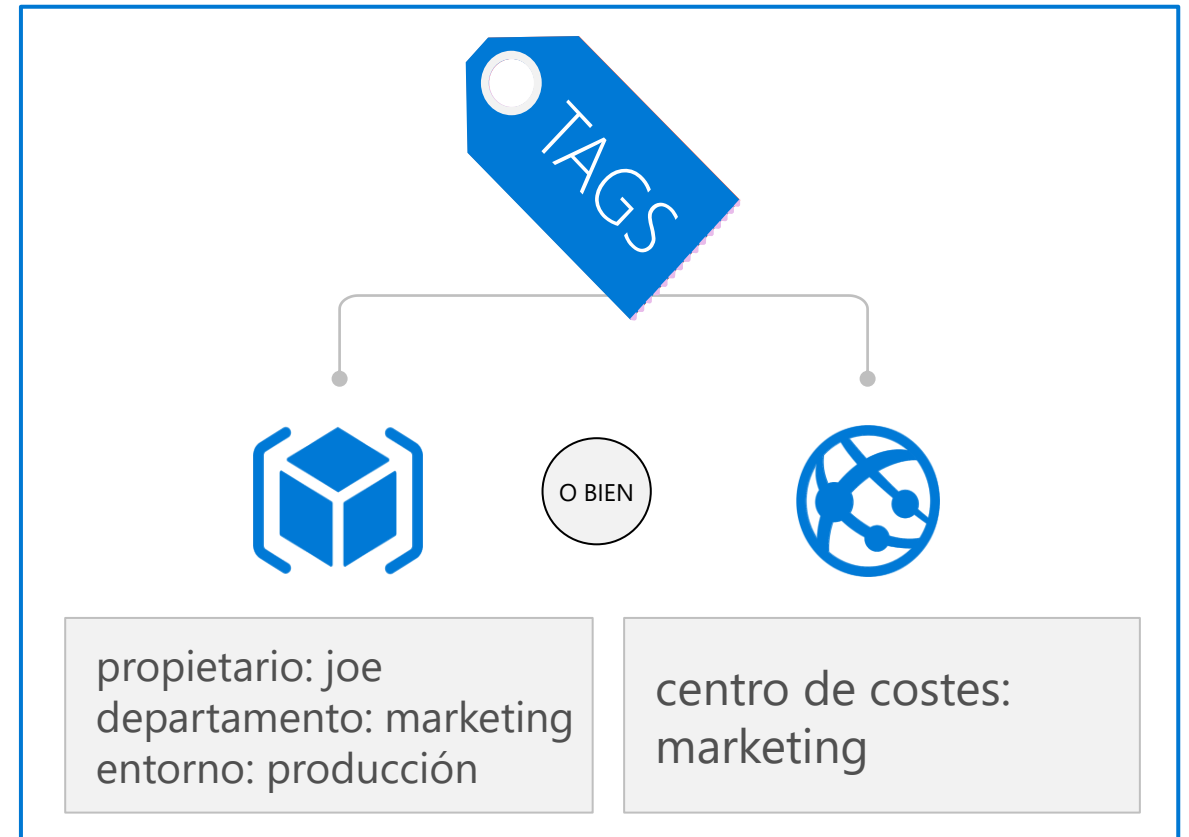 TAGS
O BIEN
propietario: joe
departamento: marketing
entorno: producción
centro de costes:
marketing